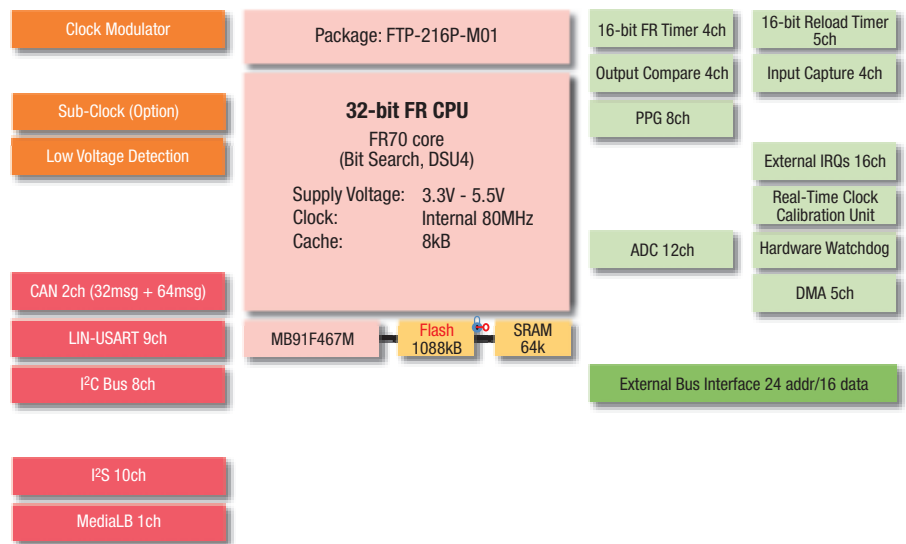 Clock Modulator
Sub-Clock (Option)
Low Voltage Detection
CAN 2ch (32msg + 64msg)
LIN-USART 9ch
I²C Bus 8ch
I²S 10ch
MediaLB 1ch
Package: FTP-216P-M01
32-bit FR CPU
FR70 core
(Bit Search, DSU4)
Supply Voltage: 3.3V - 5.5V
Clock: Internal 80MHz
Cache: 8kB
MB91F467M
Flash
1088kB
SRAM
64k
16-bit FR Timer 4ch
16-bit Reload Timer
5ch
Output Compare 4ch
Input Capture 4ch
PPG 8ch
External IRQs 16ch
Real-Time Clock
Calibration Unit
ADC 12ch
Hardware Watchdog
DMA 5ch
External Bus Interface 24 addr/16 data